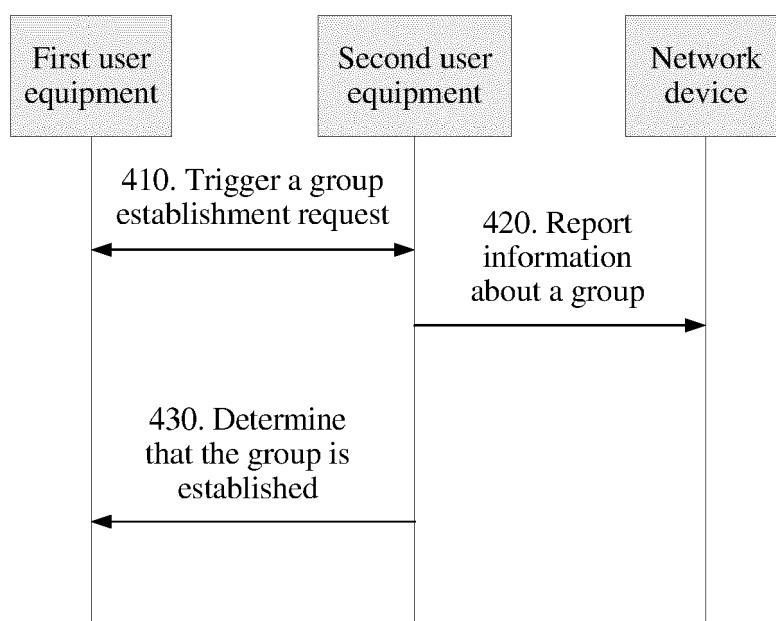 First user
equipment
Second user
equipment
Network
device
410. Trigger a group
establishment request
420. Report
information
about a group
430. Determine
that the group is
established